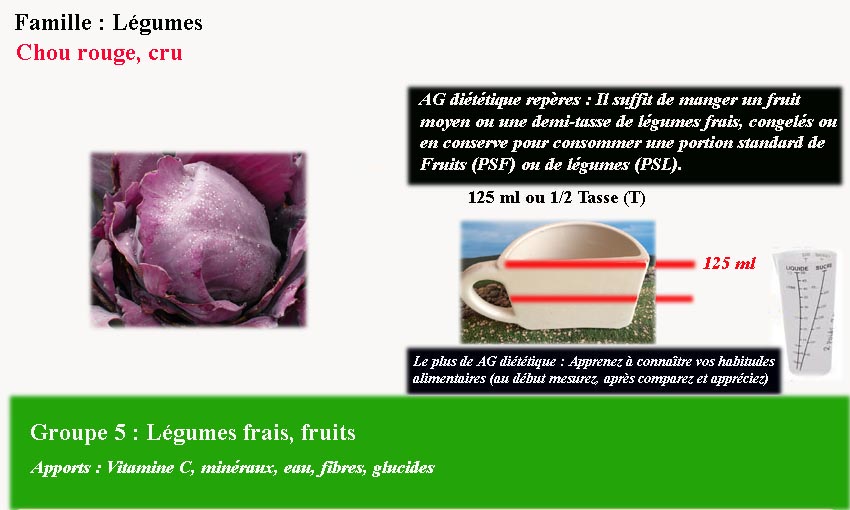 Famille : Légumes
Chou rouge, cru
AG diététique repères : Il suffit de manger un fruit
moyen ou une demi-tasse de légumes frais, congelés ou
en conserve pour consommer une portion standard de
Fruits (PSF) ou de légumes (PSL).
125 ml ou 1/2 Tasse (T)
125 ml
LIQUIDE SUCRE
Le plus de AG diététique : Apprenez à connaître vos habitudes
alimentaires (au début mesurez, après comparez et appréciez)
Groupe 5 : Légumes frais, fruits
Apports : Vitamine C, minéraux, eau, fibres, glucides